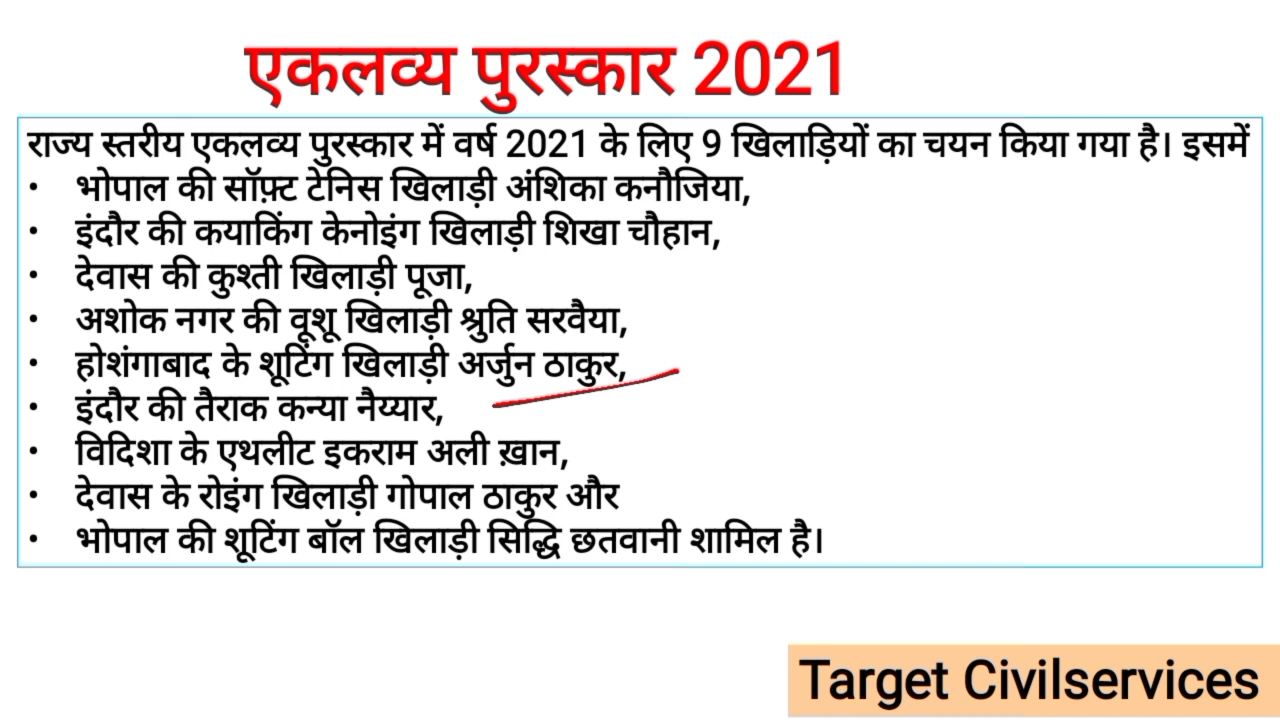 एकलव्य पुरस्कार 2021
राज्य स्तरीय एकलव्य पुरस्कार में वर्ष 2021 के लिए 9 खिलाड़ियों का चयन किया गया है। इसमें
• भोपाल की सॉफ़्ट टेनिस खिलाड़ी अंशिका कनौजिया,
• इंदौर की कयाकिंग केनोइंग खिलाड़ी शिखा चौहान,
• देवास की कुश्ती खिलाड़ी पूजा,
• अशोक नगर की वूशू खिलाड़ी श्रुति सरवैया,
• होशंगाबाद के शूटिंग खिलाड़ी अर्जुन ठाकुर,
• इंदौर की तैराक कन्या नैय्यार,
• विदिशा के एथलीट इकराम अली ख़ान,
• देवास के रोइंग खिलाड़ी गोपाल ठाकुर और
• भोपाल की शूटिंग बॉल खिलाड़ी सिद्धि छतवानी शामिल है।
Target Civilservices